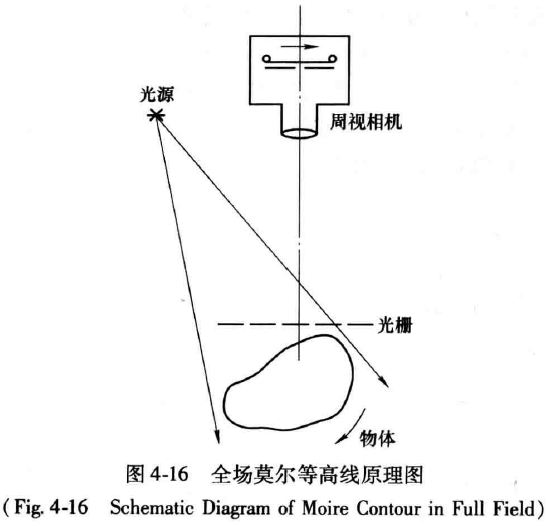 光源
周视相机
光栅
物体
图 4-16 全场莫尔等高线原理图
(Fig. 4-16 Schematic Diagram of Moire Contour in Full Field)